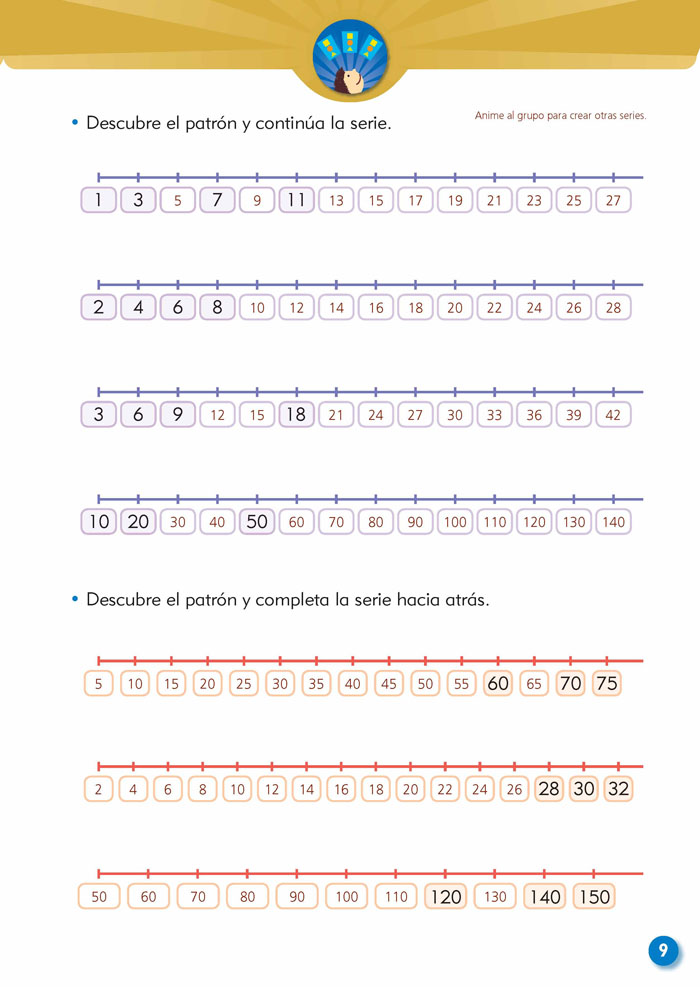 Descubre el patrón y continúa la serie.
Anime al grupo para crear otras series.
1 3 5 7 9 11 13 15 17 19 21 23 25 27
2 4 6 8 10 12 14 16 18 20 22 24 26 28
3 6 9 12 15 18 21 24 27 30 33 36 39 42
10 20 30 40 50 60 70 80 90 100 110 120 130 140
Descubre el patrón y completa la serie hacia atrás.
5 10 15 20 25 30 35 40 45 50 55 60 65 70 75
2 4 6 8 10 12 14 16 18 20 22 24 26 28 30 32
50 60 70 80 90 100 110 120 130 140 150
9